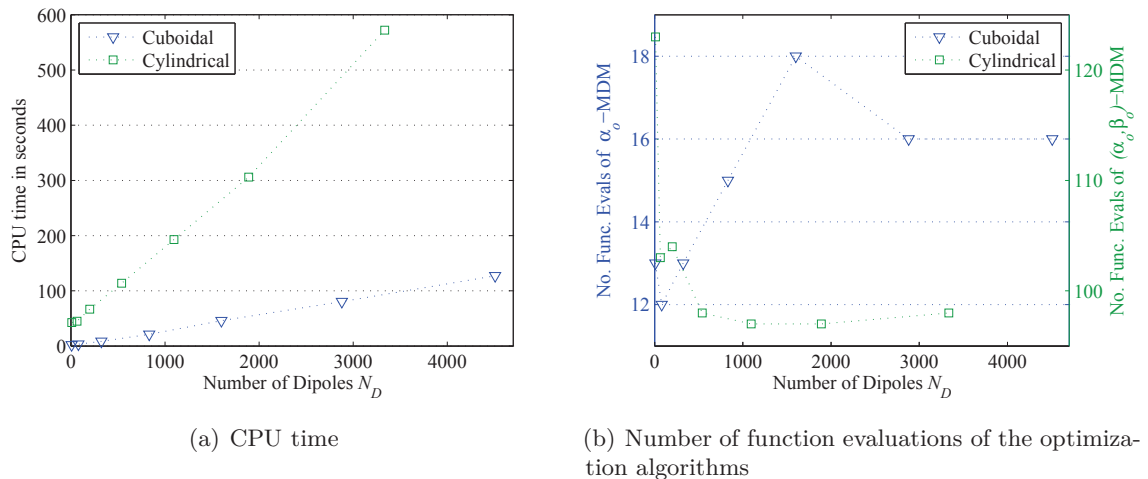 600
500
400
300
200
100
0
CPU time in seconds
Cuboidal
Cylindrical
0 1000 2000 3000 4000
Number of Dipoles N_D
(a) CPU time
18
16
14
12
No. Func. Evals of α_o−MDM
Cuboidal
Cylindrical
120
110
100
No. Func. Evals of (α_o,β_o)−MDM
0 1000 2000 3000 4000
Number of Dipoles N_D
(b) Number of function evaluations of the optimiza-
tion algorithms